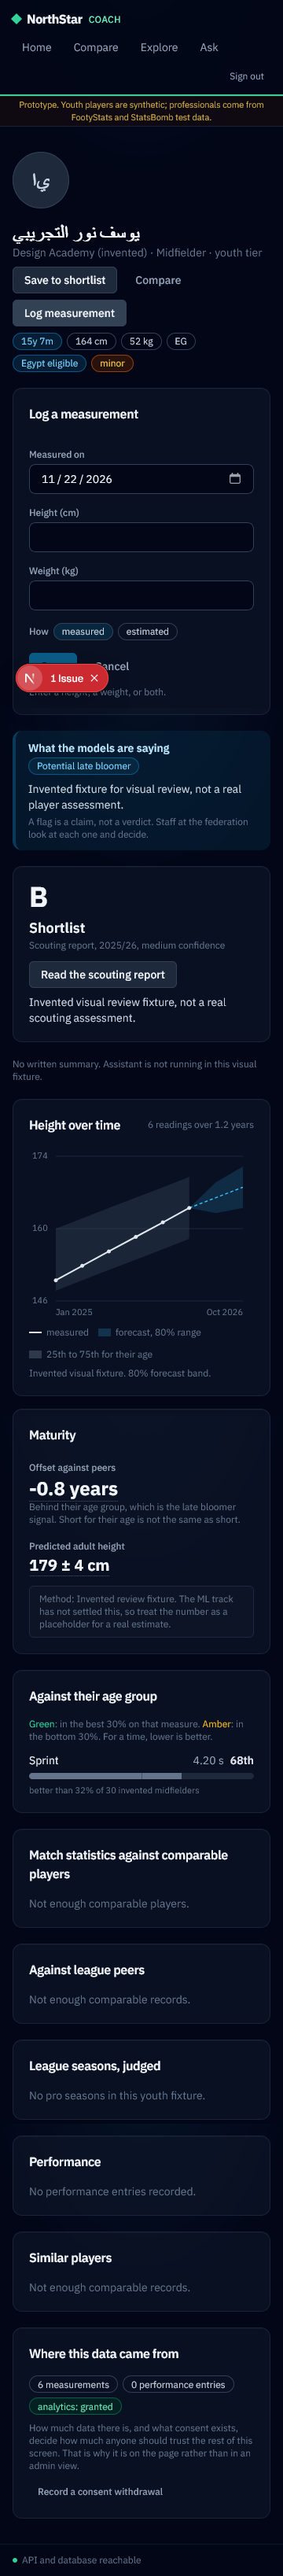 NorthStar COACH
Home Compare Explore Ask
Sign out
Prototype. Youth players are synthetic; professionals come from
FootyStats and StatsBomb test data.
يا
يوسف نور التجريبي
Design Academy (invented) · Midfielder · youth tier
Save to shortlist Compare
Log measurement
15y 7m 164 cm 52 kg EG
Egypt eligible minor
Log a measurement
Measured on
11 / 22 / 2026
Height (cm)
Weight (kg)
How measured estimated
N 1 Issue
Cancel
a weight, or both.
What the models are saying
Potential late bloomer
Invented fixture for visual review, not a real
player assessment.
A flag is a claim, not a verdict. Staff at the federation
look at each one and decide.
B
Shortlist
Scouting report, 2025/26, medium confidence
Read the scouting report
Invented visual review fixture, not a real
scouting assessment.
No written summary. Assistant is not running in this visual
fixture.
Height over time 6 readings over 1.2 years
174
160
146
Jan 2025 Oct 2026
measured forecast, 80% range
25th to 75th for their age
Invented visual fixture. 80% forecast band.
Maturity
Offset against peers
-0.8 years
Behind their age group, which is the late bloomer
signal. Short for their age is not the same as short.
Predicted adult height
179 ± 4 cm
Method: Invented review fixture. The ML track
has not settled this, so treat the number as a
placeholder for a real estimate.
Against their age group
Green: in the best 30% on that measure. Amber: in
the bottom 30%. For a time, lower is better.
Sprint 4.20 s 68th
better than 32% of 30 invented midfielders
Match statistics against comparable
players
Not enough comparable players.
Against league peers
Not enough comparable records.
League seasons, judged
No pro seasons in this youth fixture.
Performance
No performance entries recorded.
Similar players
Not enough comparable records.
Where this data came from
6 measurements 0 performance entries
analytics: granted
How much data there is, and what consent exists,
decide how much anyone should trust the rest of this
screen. That is why it is on the page rather than in an
admin view.
Record a consent withdrawal
API and database reachable